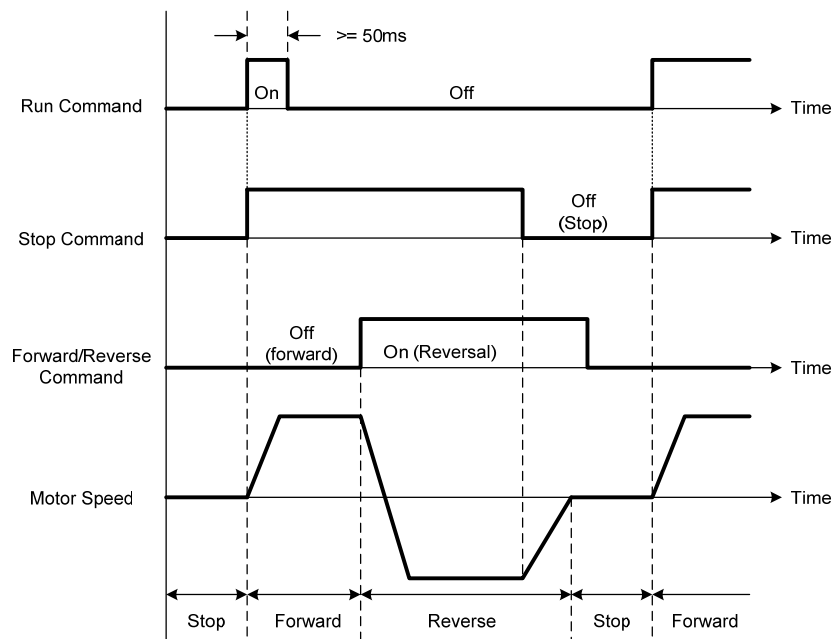 >= 50ms
On
Off
Run Command
Time
Off
(Stop)
Stop Command
Time
Off
(forward)
On (Reversal)
Forward/Reverse
Command
Time
Motor Speed
Time
Stop
Forward
Reverse
Stop
Forward